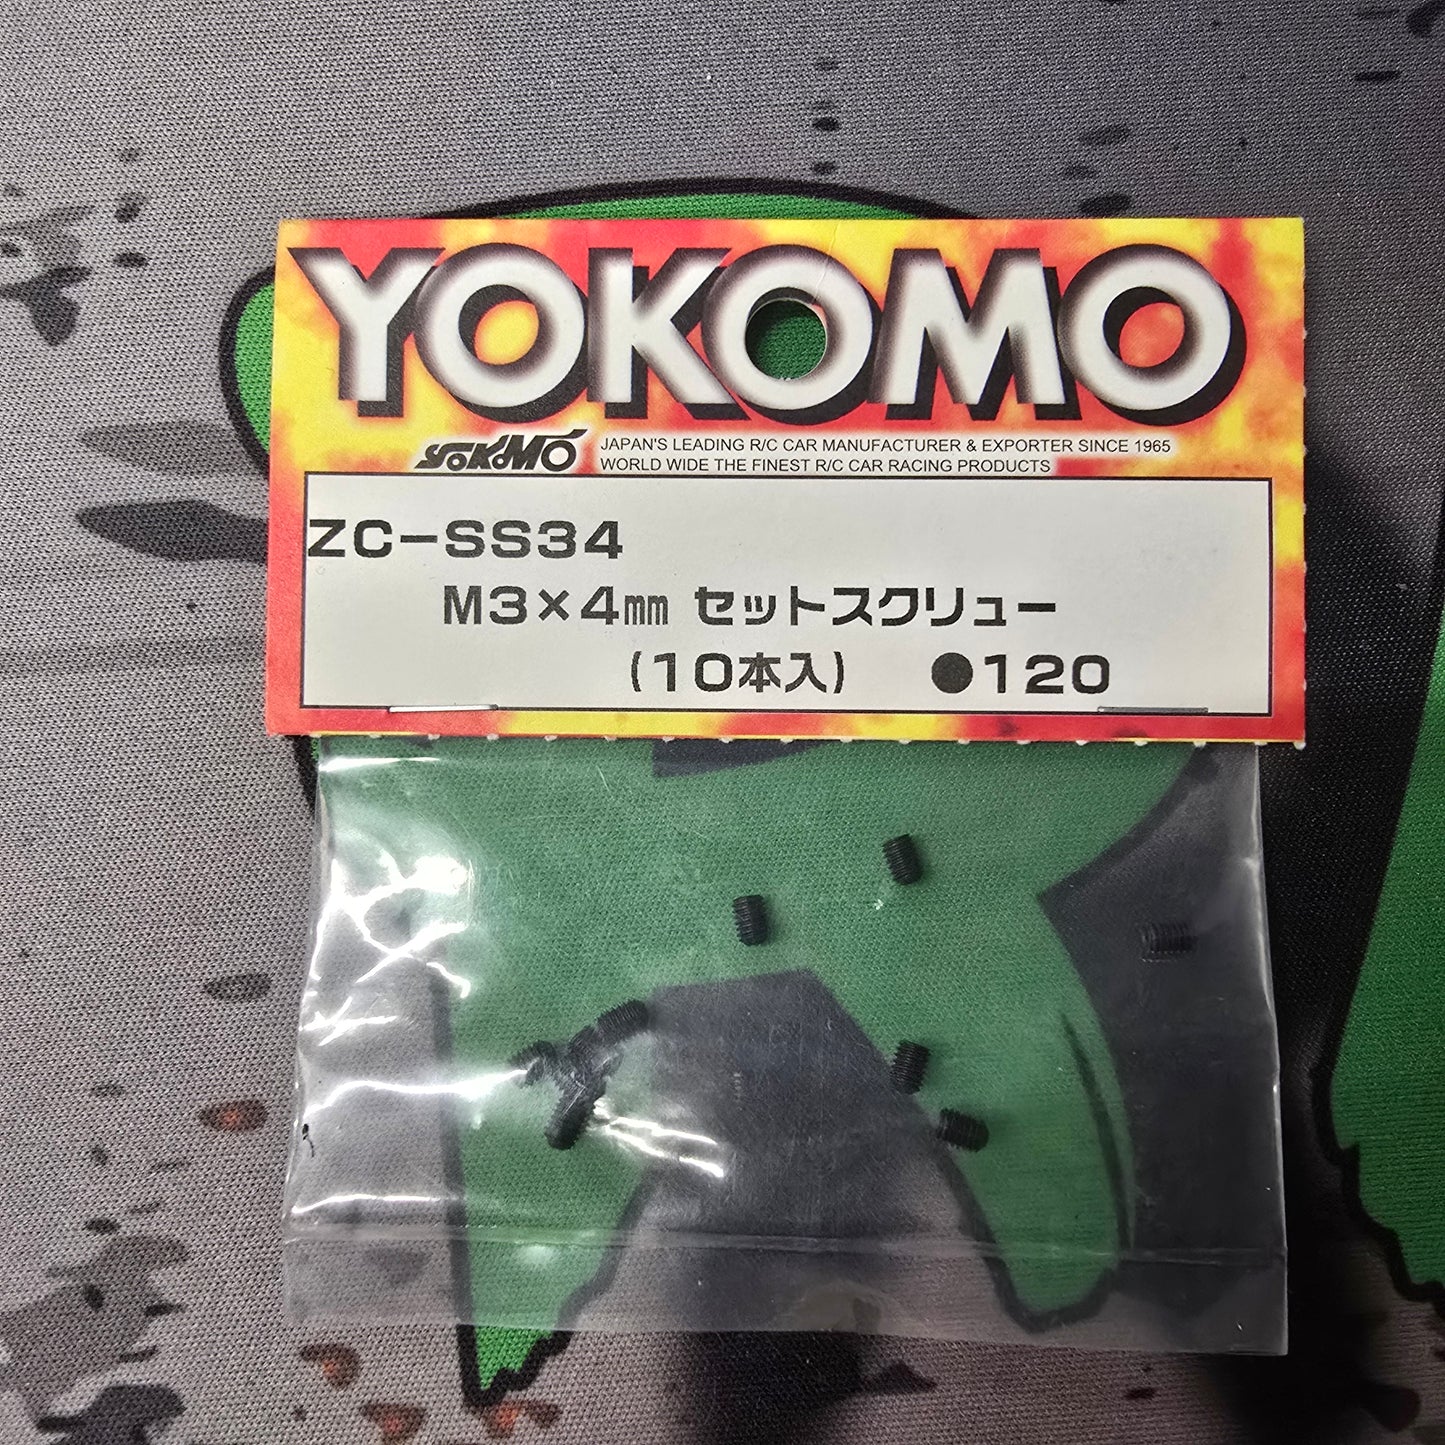 YOKOMO
YOKOMO JAPAN'S LEADING R/C CAR MANUFACTURER & EXPORTER SINCE 1965
WORLD WIDE THE FINEST R/C CAR RACING PRODUCTS
ZC-SS34
M3×4㎜ セットスクリュー
(10本入) ●120